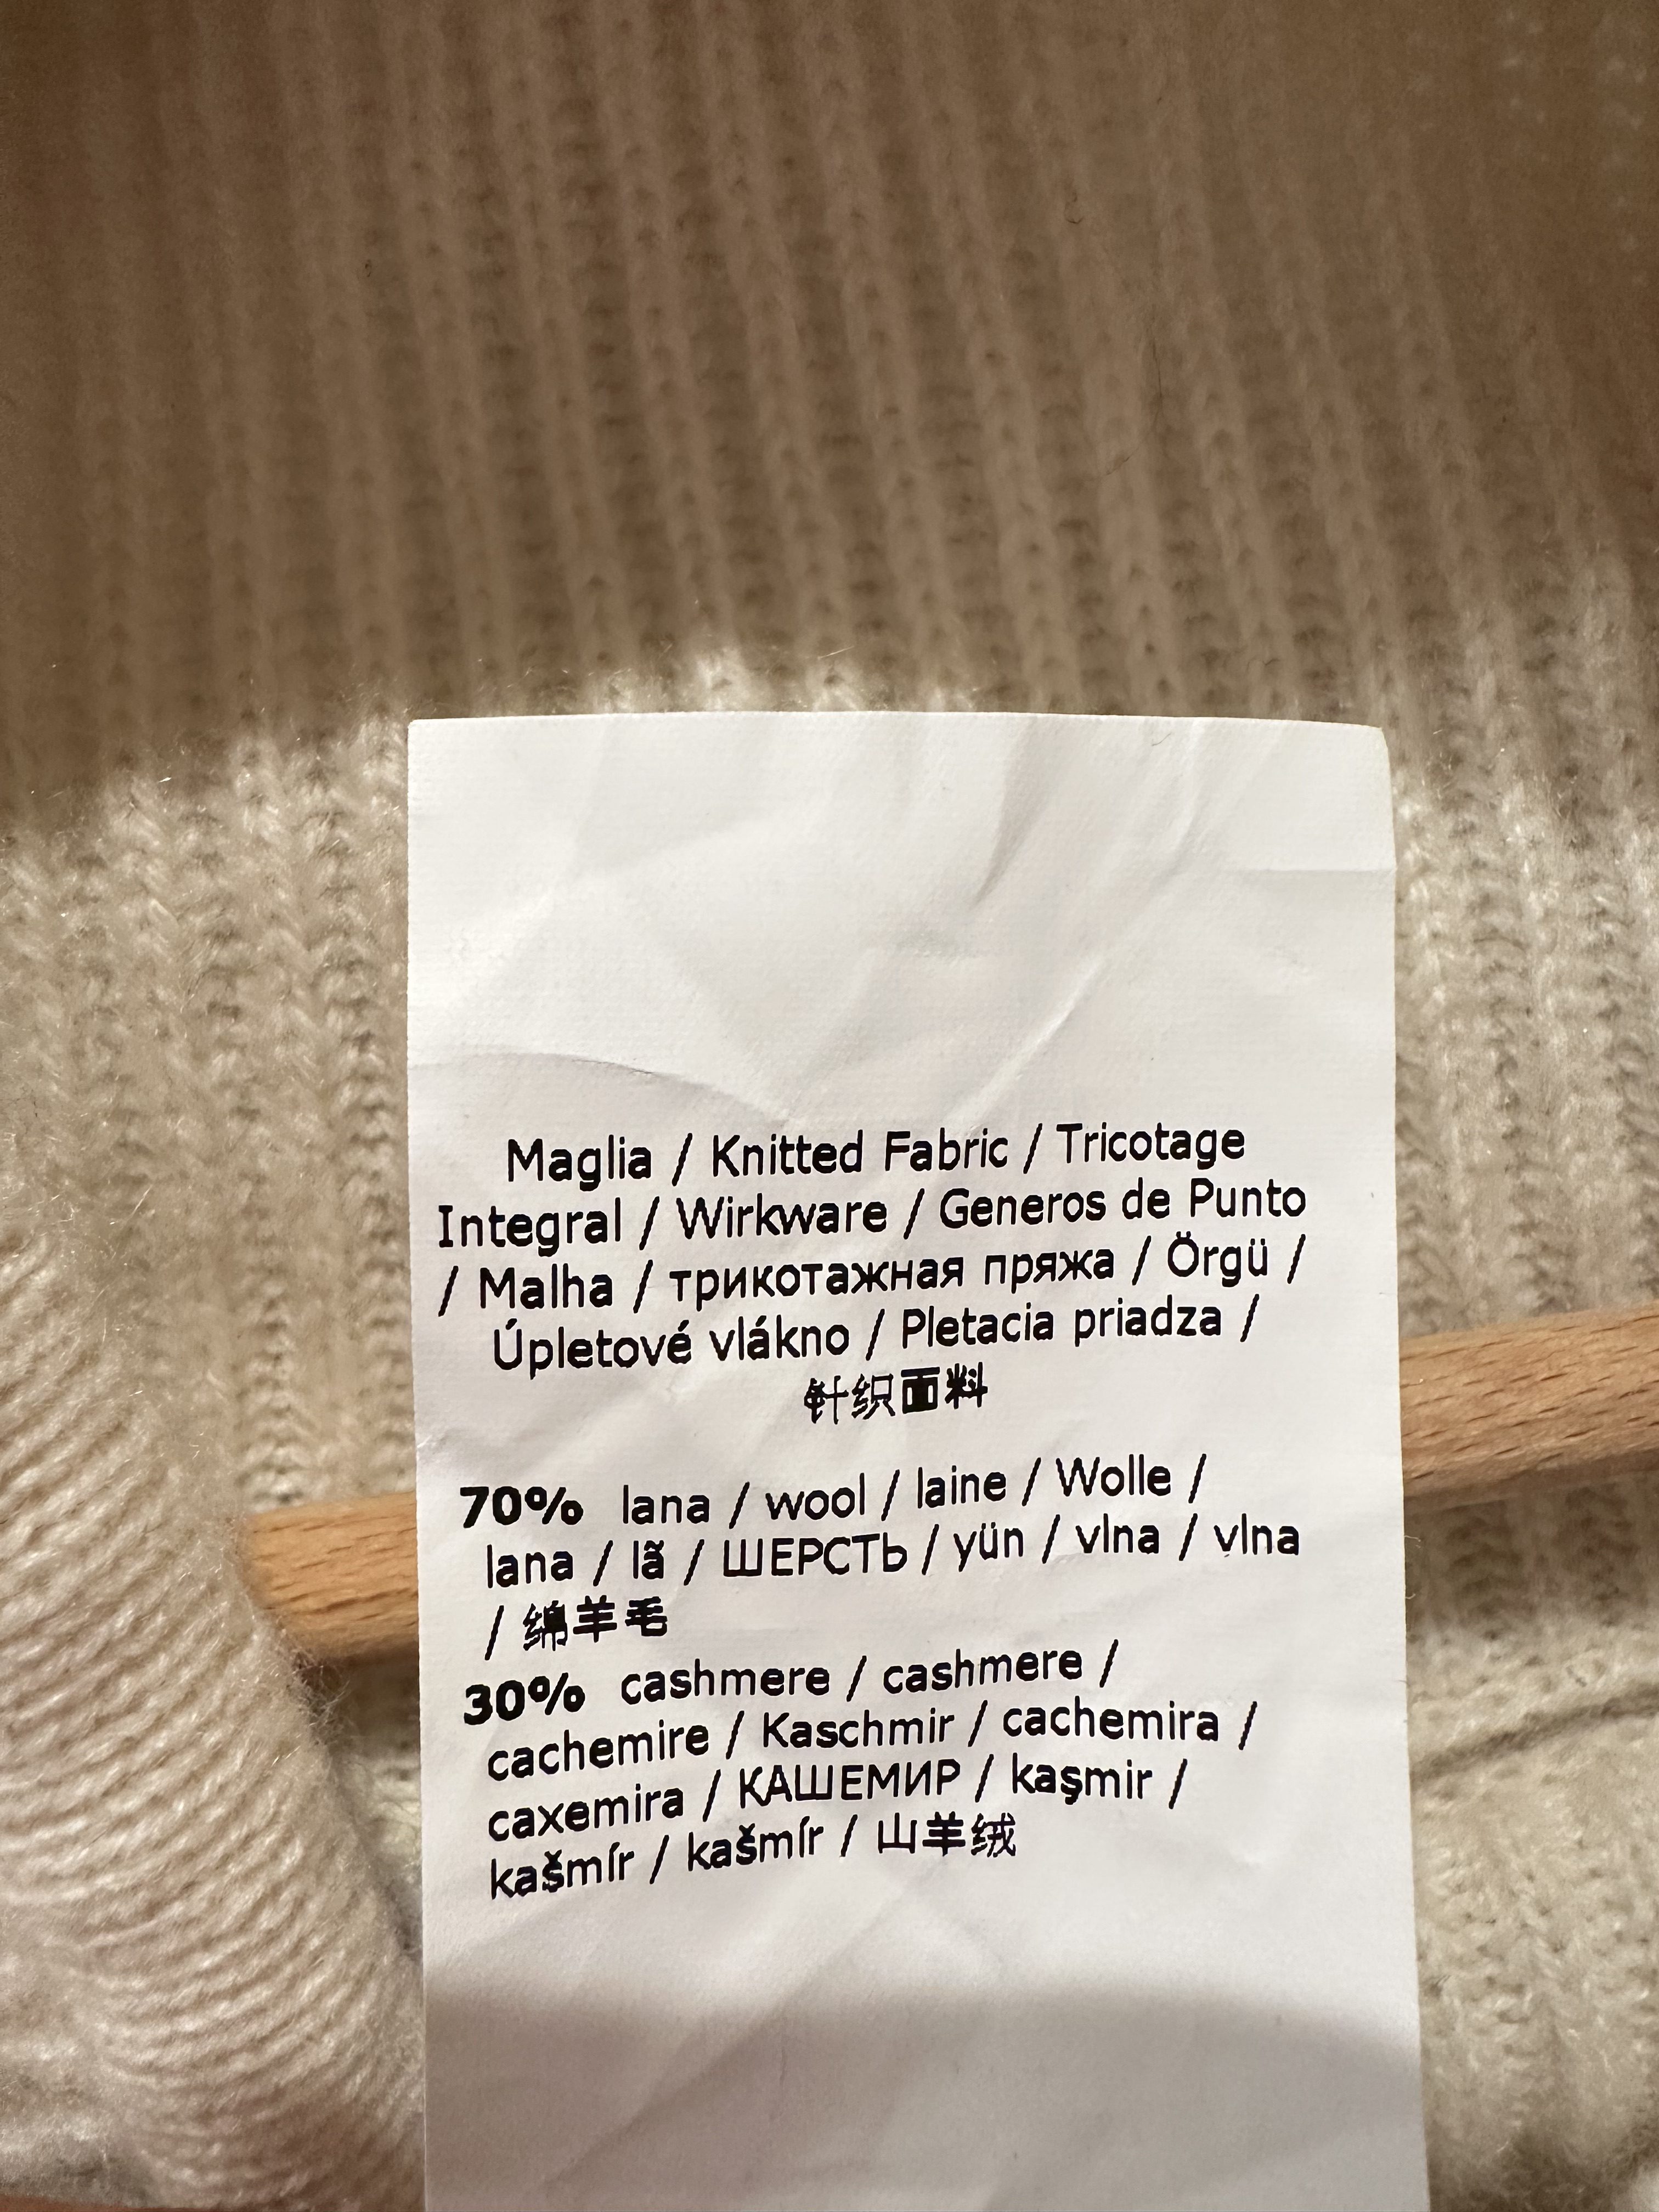 Maglia / Knitted Fabric / Tricotage
Integral / Wirkware / Generos de Punto
/ Malha / трикотажная пряжа / Örgü /
Úpletové vlákno / Pletacia priadza /
针织面料
70% lana / wool / laine / Wolle /
lana / lã / ШЕРСТЬ / yün / vlna / vlna
/ 绵羊毛
30% cashmere / cashmere /
cachemire / Kaschmir / cachemira /
caxemira / КАШЕМИР / kaşmir /
kašmír / kašmír / 山羊绒